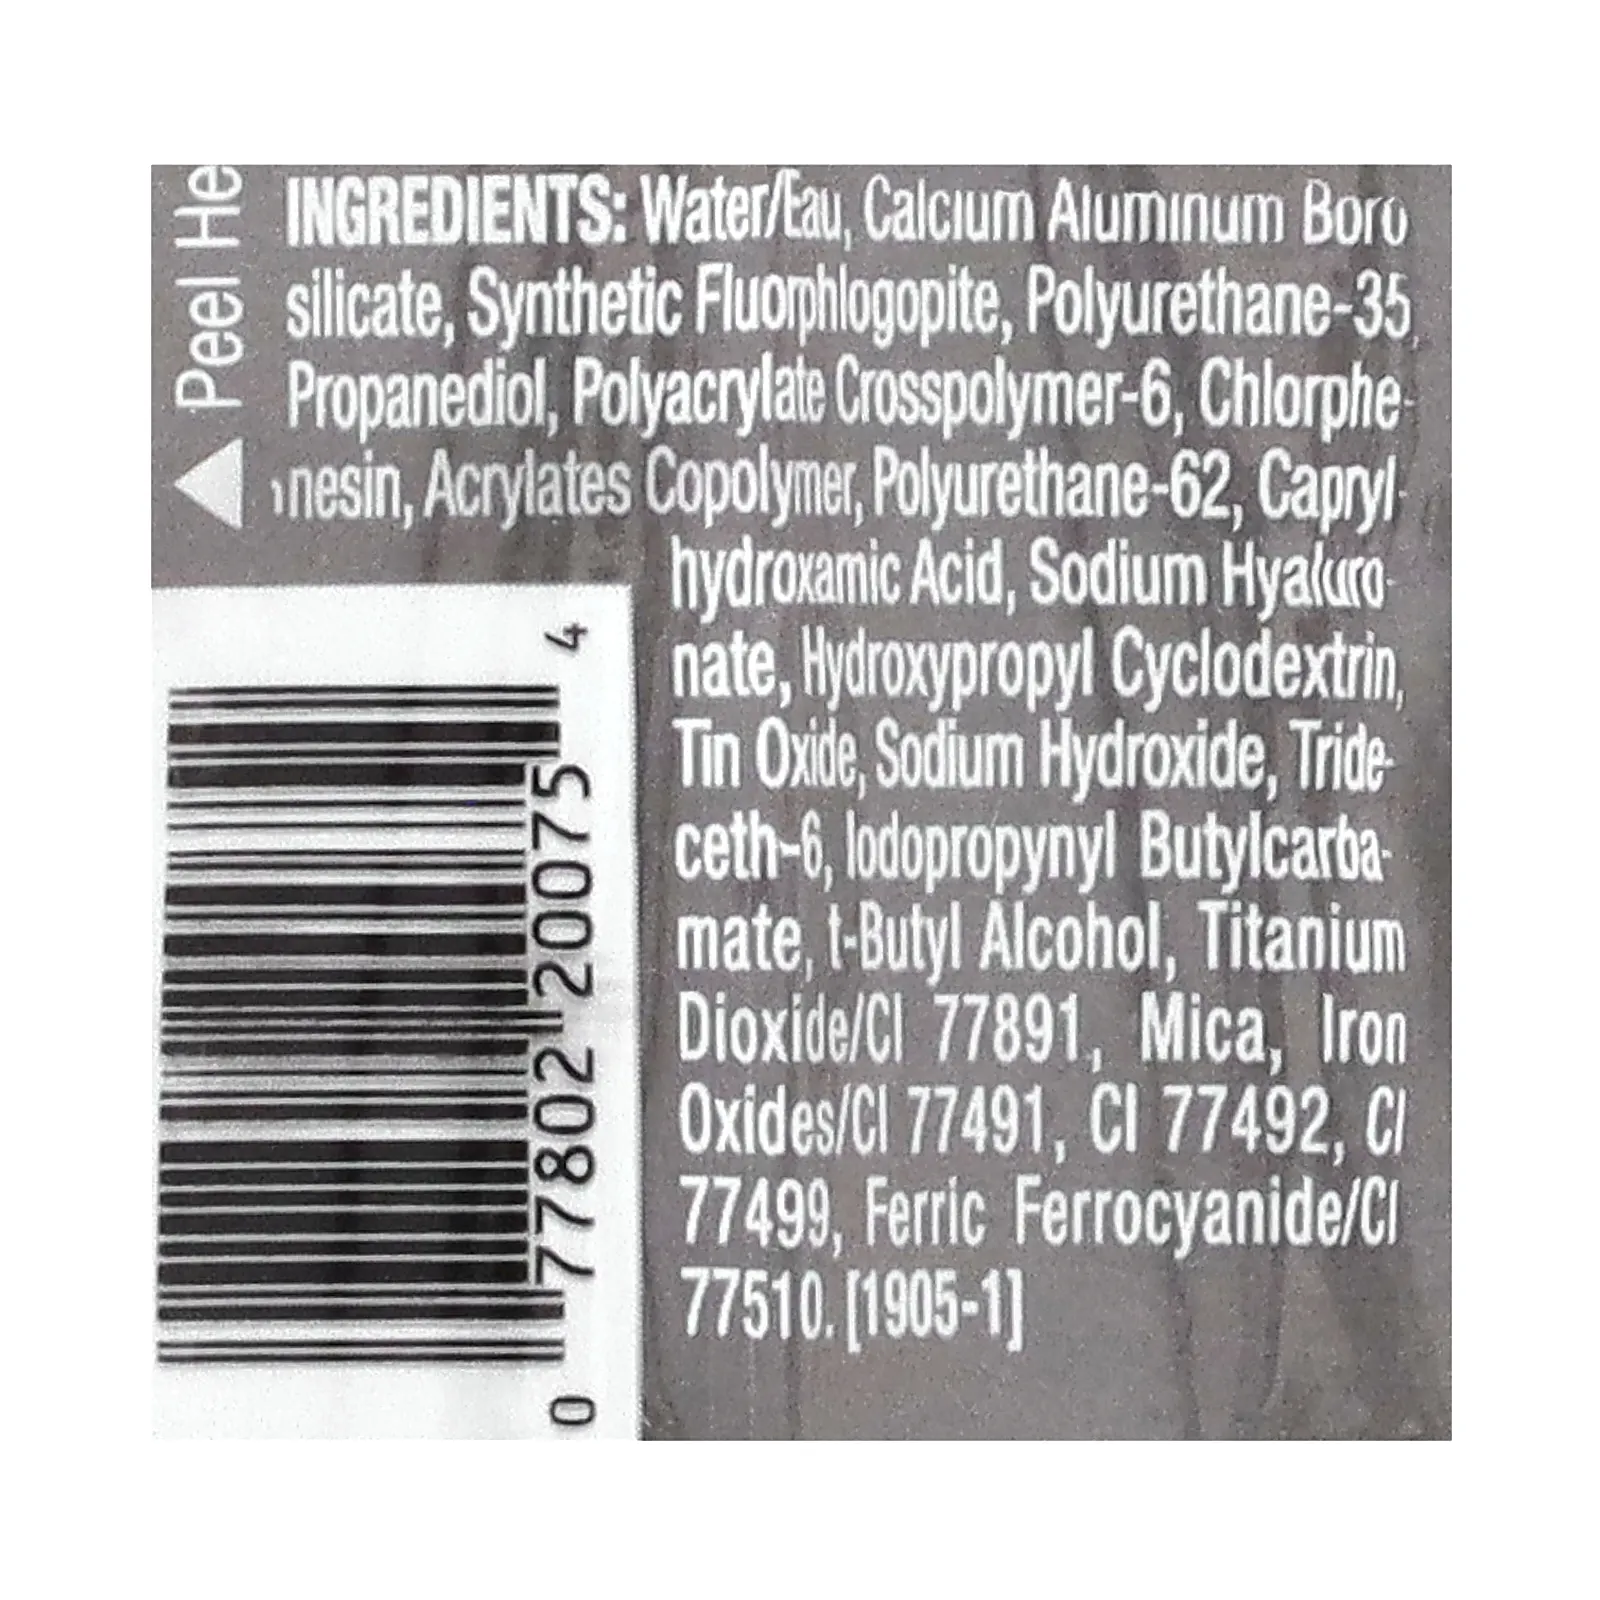 Peel He
INGREDIENTS: Water/Eau, Calcium Aluminum Boro
silicate, Synthetic Fluorphlogopite, Polyurethane-35,
Propanediol, Polyacrylate Crosspolymer-6, Chlorphe-
nesin, Acrylates Copolymer, Polyurethane-62, Capryl-
hydroxamic Acid, Sodium Hyaluro-
nate, Hydroxypropyl Cyclodextrin,
Tin Oxide, Sodium Hydroxide, Tride-
ceth-6, Iodopropynyl Butylcarba-
mate, t-Butyl Alcohol, Titanium
Dioxide/CI 77891, Mica, Iron
Oxides/CI 77491, CI 77492, CI
77499, Ferric Ferrocyanide/CI
77510. [1905-1]
0 77802 20075 4